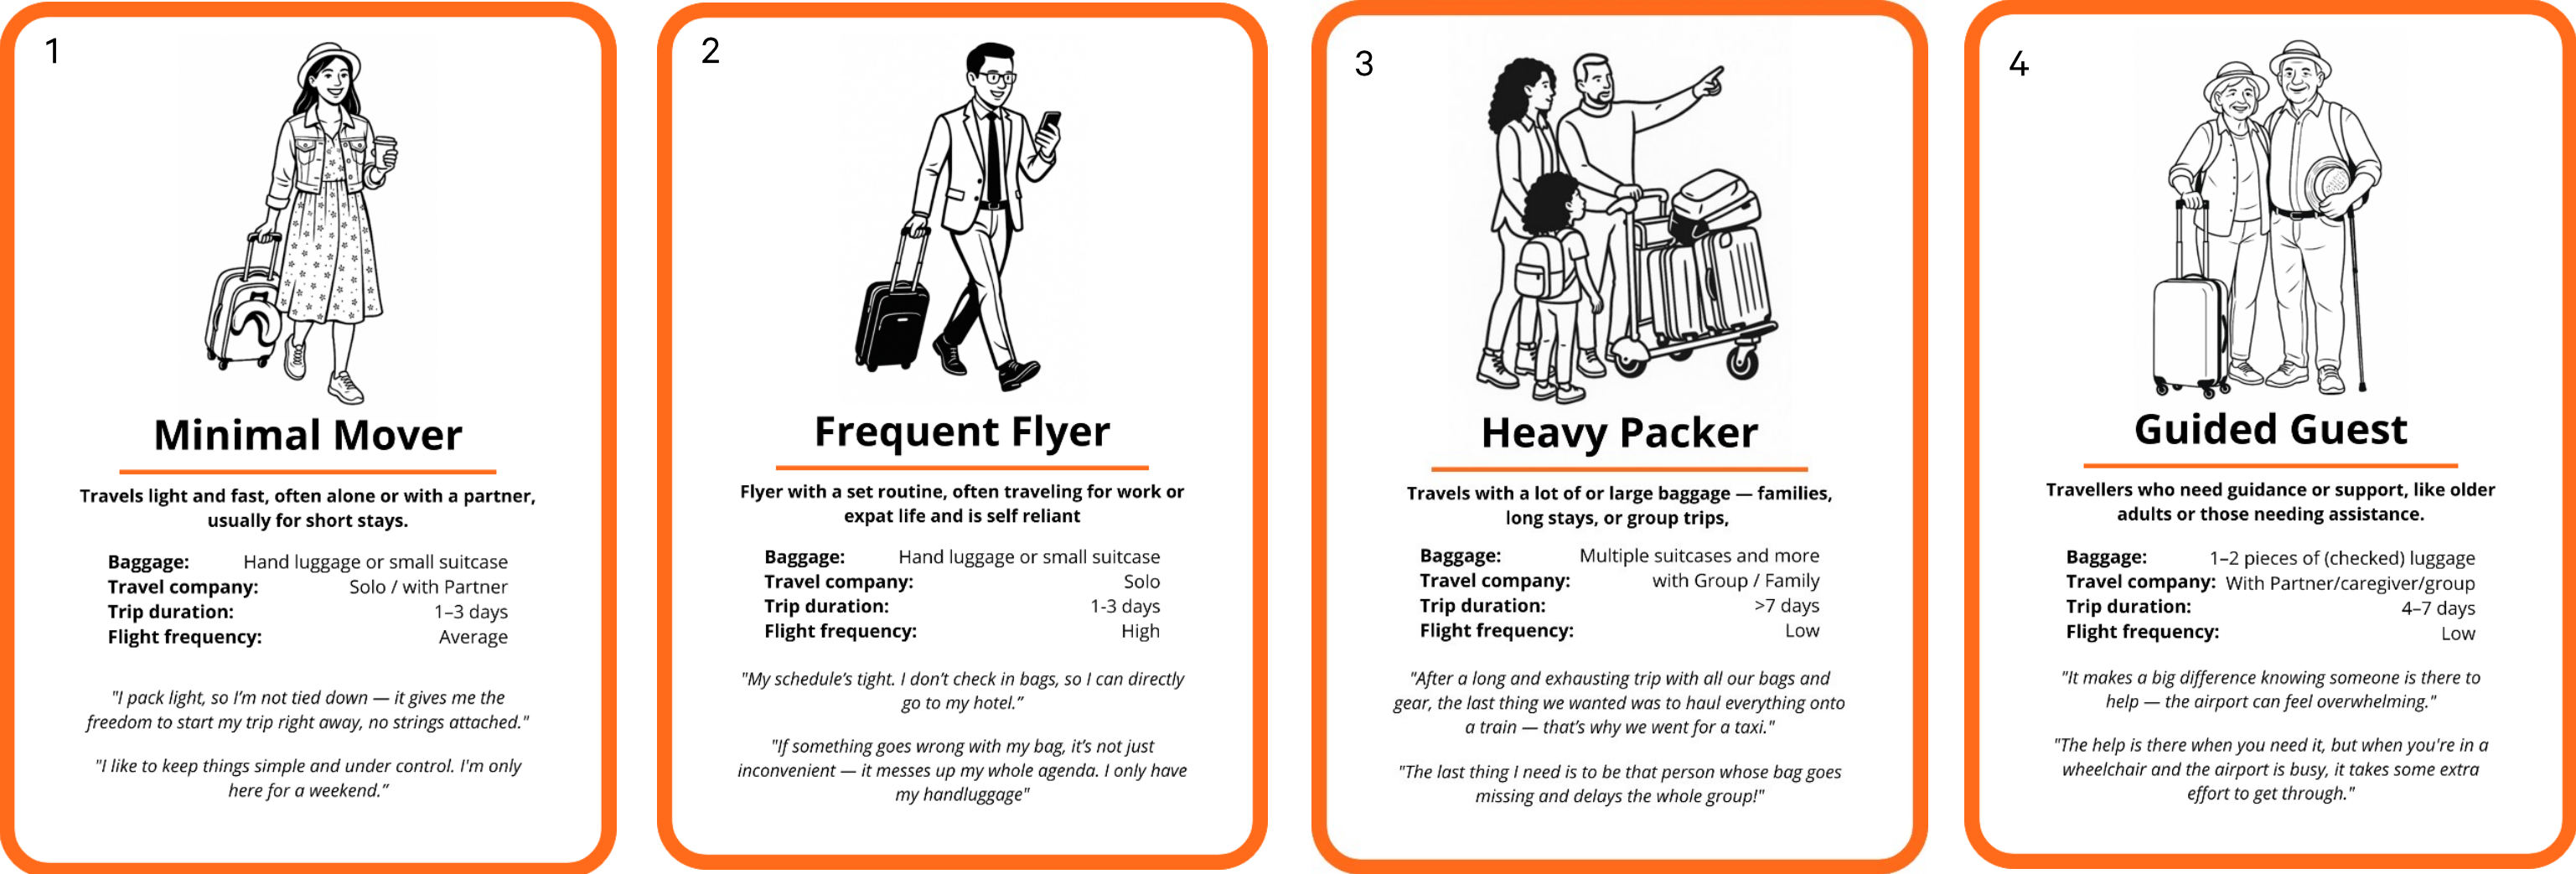 1
Minimal Mover
Travels light and fast, often alone or with a partner,
usually for short stays.
Baggage: Hand luggage or small suitcase
Travel company: Solo / with Partner
Trip duration: 1–3 days
Flight frequency: Average
"I pack light, so I’m not tied down — it gives me the
freedom to start my trip right away, no strings attached."
"I like to keep things simple and under control. I'm only
here for a weekend.”
2
Frequent Flyer
Flyer with a set routine, often traveling for work or
expat life and is self reliant
Baggage: Hand luggage or small suitcase
Travel company: Solo
Trip duration: 1-3 days
Flight frequency: High
"My schedule’s tight. I don’t check in bags, so I can directly
go to my hotel.”
"If something goes wrong with my bag, it’s not just
inconvenient — it messes up my whole agenda. I only have
my handluggage"
3
Heavy Packer
Travels with a lot of or large baggage — families,
long stays, or group trips,
Baggage: Multiple suitcases and more
Travel company: with Group / Family
Trip duration: >7 days
Flight frequency: Low
"After a long and exhausting trip with all our bags and
gear, the last thing we wanted was to haul everything onto
a train — that’s why we went for a taxi."
"The last thing I need is to be that person whose bag goes
missing and delays the whole group!"
4
Guided Guest
Travellers who need guidance or support, like older
adults or those needing assistance.
Baggage: 1–2 pieces of (checked) luggage
Travel company: With Partner/caregiver/group
Trip duration: 4–7 days
Flight frequency: Low
"It makes a big difference knowing someone is there to
help — the airport can feel overwhelming."
"The help is there when you need it, but when you're in a
wheelchair and the airport is busy, it takes some extra
effort to get through."